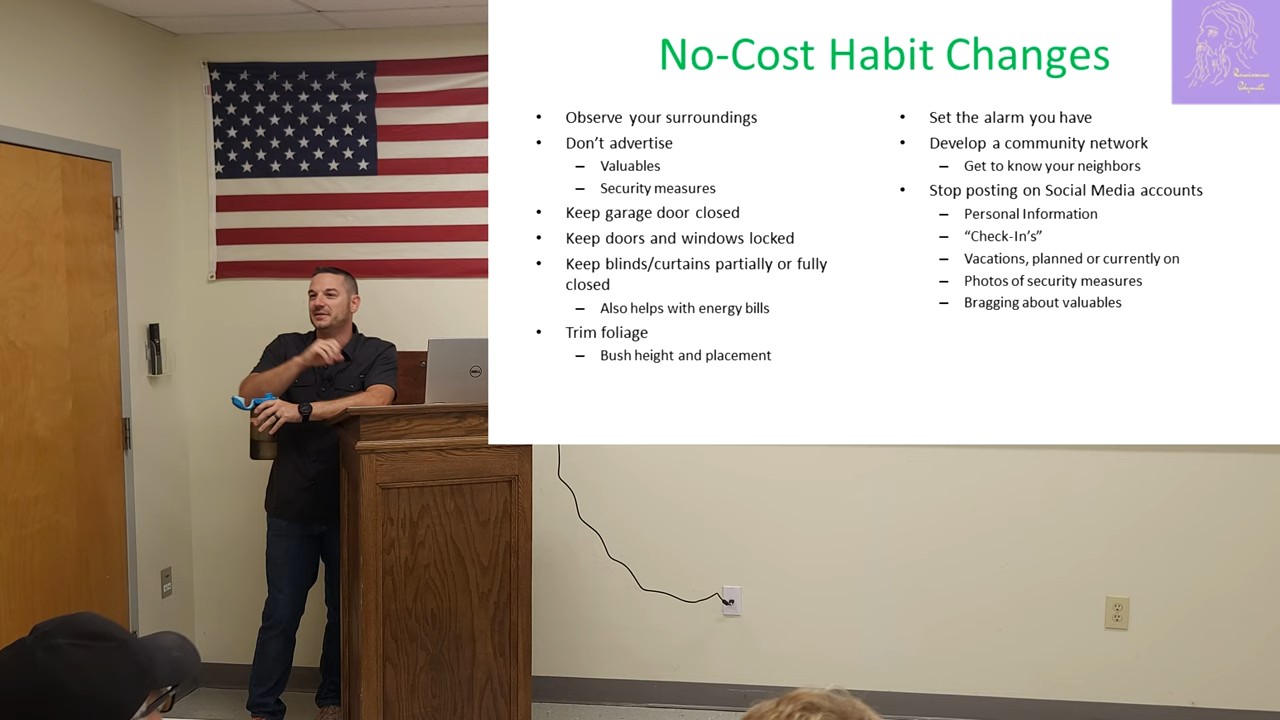 No-Cost Habit Changes
• Observe your surroundings
• Don’t advertise
– Valuables
– Security measures
• Keep garage door closed
• Keep doors and windows locked
• Keep blinds/curtains partially or fully
closed
– Also helps with energy bills
• Trim foliage
– Bush height and placement
• Set the alarm you have
• Develop a community network
– Get to know your neighbors
• Stop posting on Social Media accounts
– Personal Information
– “Check-In’s”
– Vacations, planned or currently on
– Photos of security measures
– Bragging about valuables
DELL